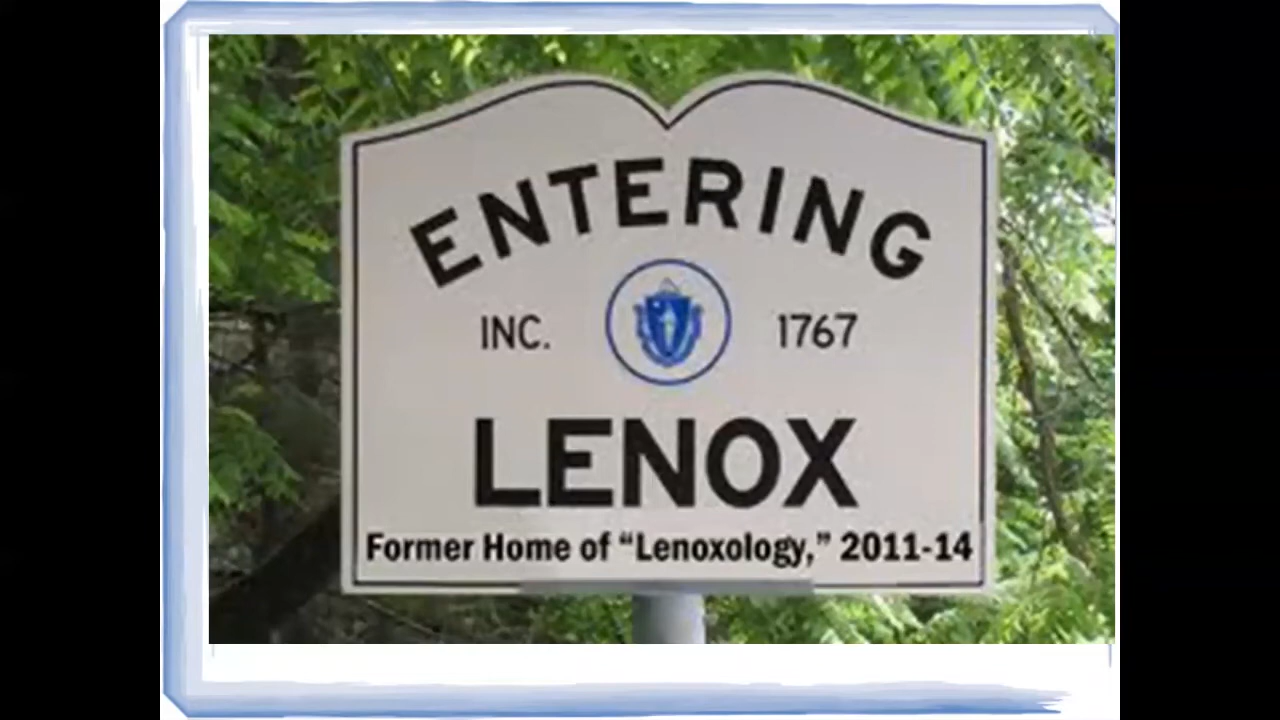 ENTERING
INC. 1767
LENOX
Former Home of “Lenoxology,” 2011-14